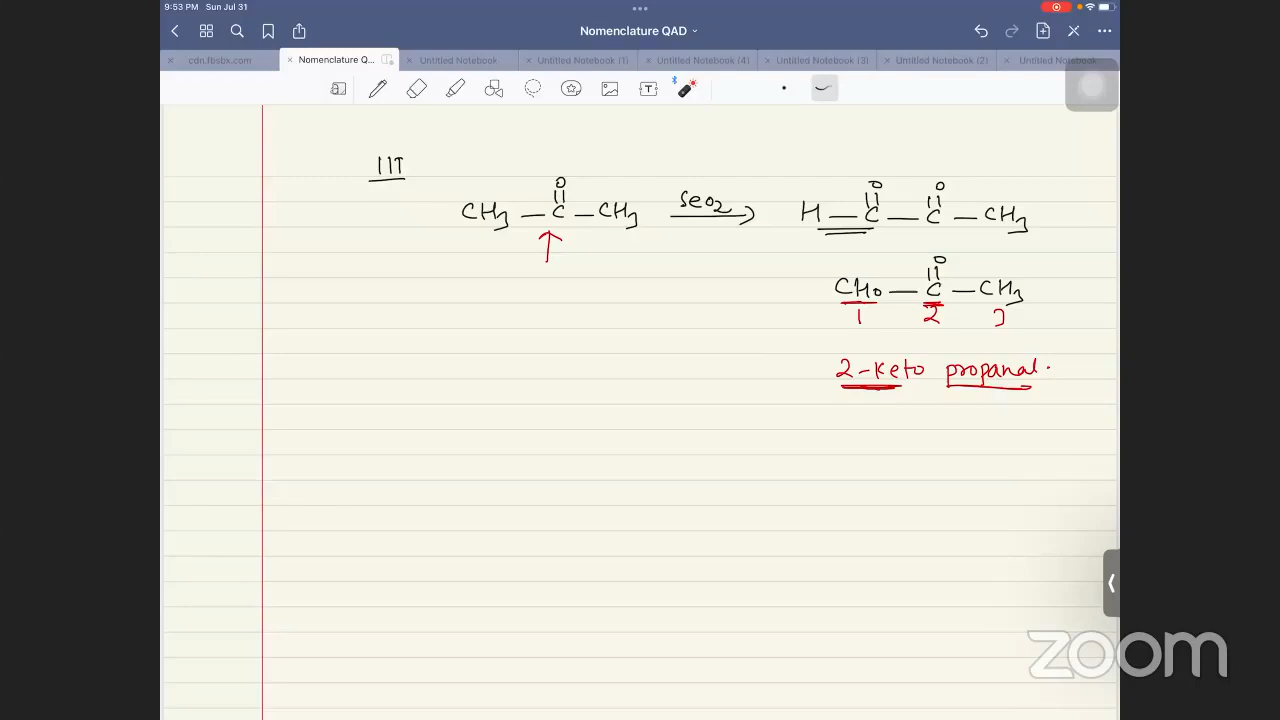 9:53 PM Sun Jul 31
Nomenclature QAD
cdn.fbsbx.com
Nomenclature Q...
Untitled Notebook
Untitled Notebook (1)
Untitled Notebook (4)
Untitled Notebook (3)
Untitled Notebook (2)
Untitled Notebook
IIT
O O O
CH3 — C — CH3 SeO2 H — C — C — CH3
O
CHO — C — CH3
1 2 3
2-Keto propanal.
zoom